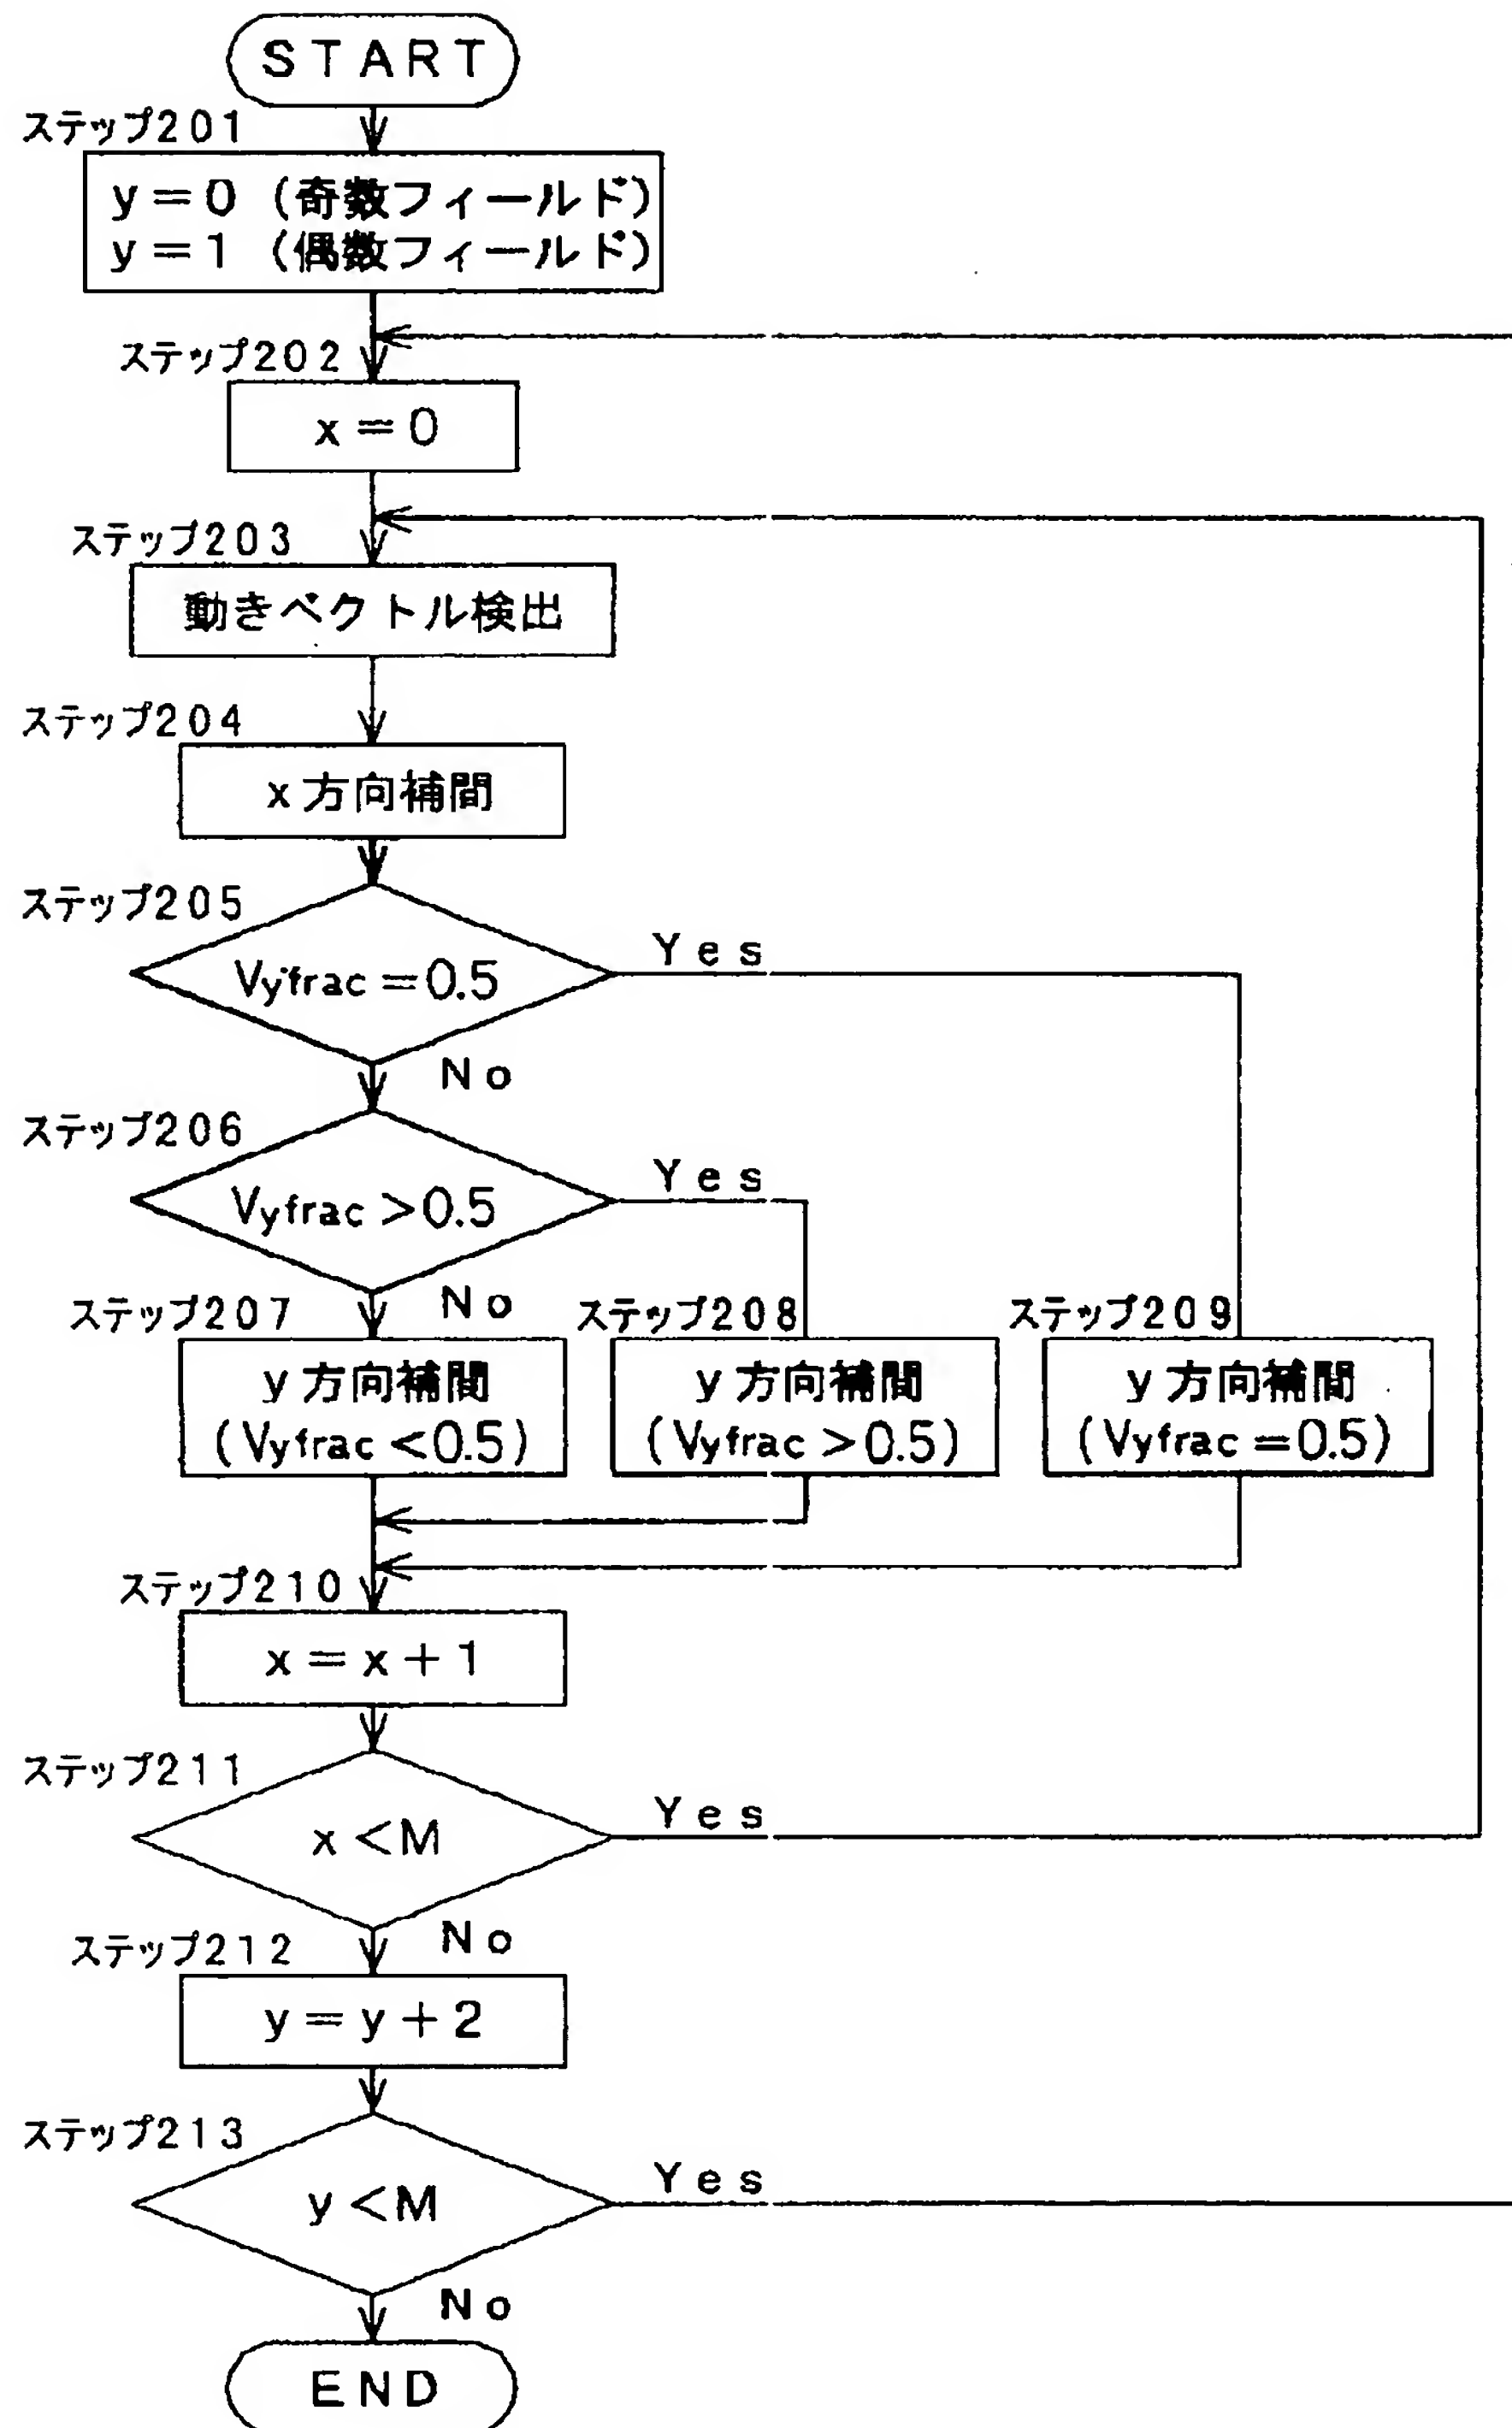 START
ステップ201
y=0 (奇数フィールド)
y=1 (偶数フィールド)
ステップ202
x=0
ステップ203
動きベクトル検出
ステップ204
x方向補間
ステップ205
Vyfrac=0.5
Yes
No
ステップ206
Vyfrac>0.5
Yes
No
ステップ207
y方向補間
(Vyfrac<0.5)
ステップ208
y方向補間
(Vyfrac>0.5)
ステップ209
y方向補間
(Vyfrac=0.5)
ステップ210
x=x+1
ステップ211
x<M
Yes
No
ステップ212
y=y+2
ステップ213
y<M
Yes
No
END